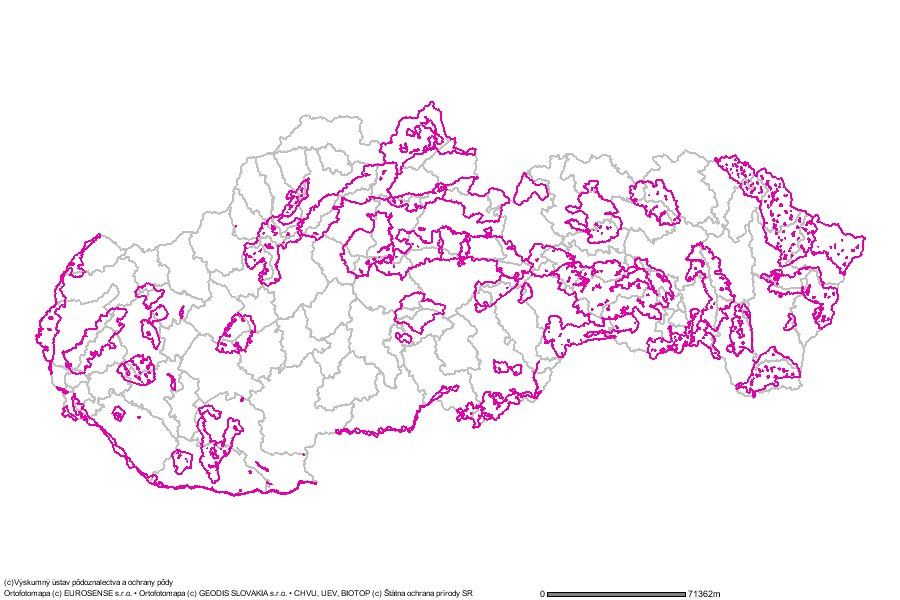 (c)Výskumný ústav pôdoznalectva a ochrany pôdy
Ortofotomapa (c) EUROSENSE s.r.o. • Ortofotomapa (c) GEODIS SLOVAKIA s.r.o. • CHVU, UEV, BIOTOP (c) Štátna ochrana prírody SR
0 71362m